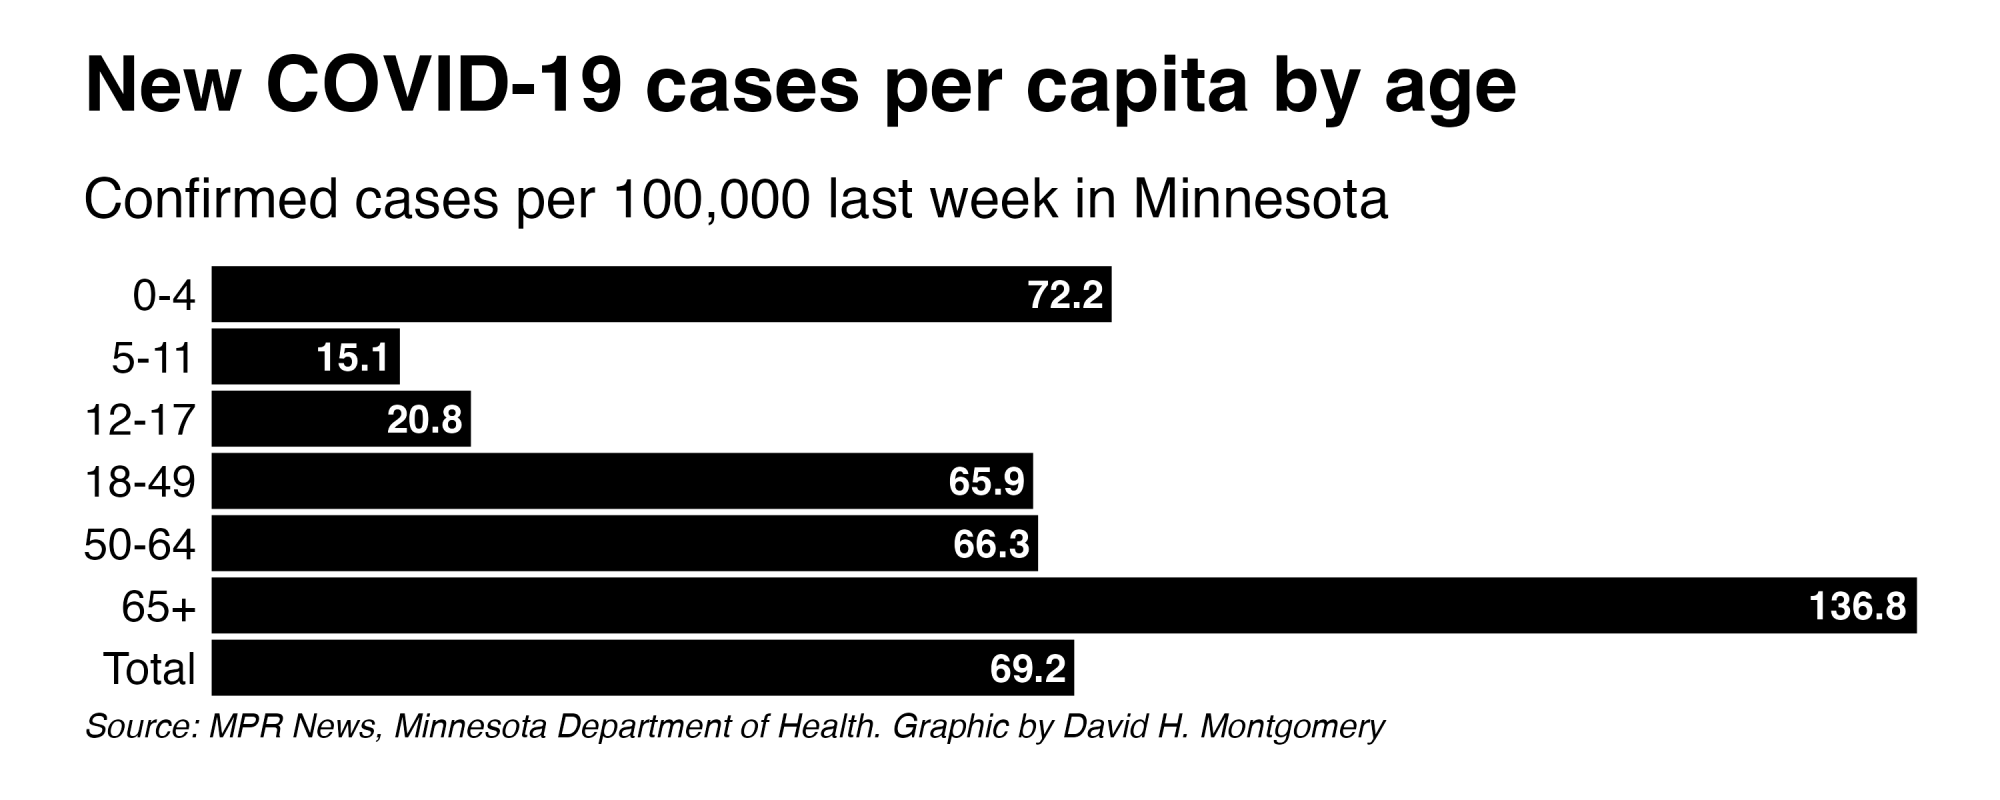 New COVID-19 cases per capita by age
Confirmed cases per 100,000 last week in Minnesota
0-4 72.2
5-11 15.1
12-17 20.8
18-49 65.9
50-64 66.3
65+ 136.8
Total 69.2
Source: MPR News, Minnesota Department of Health. Graphic by David H. Montgomery